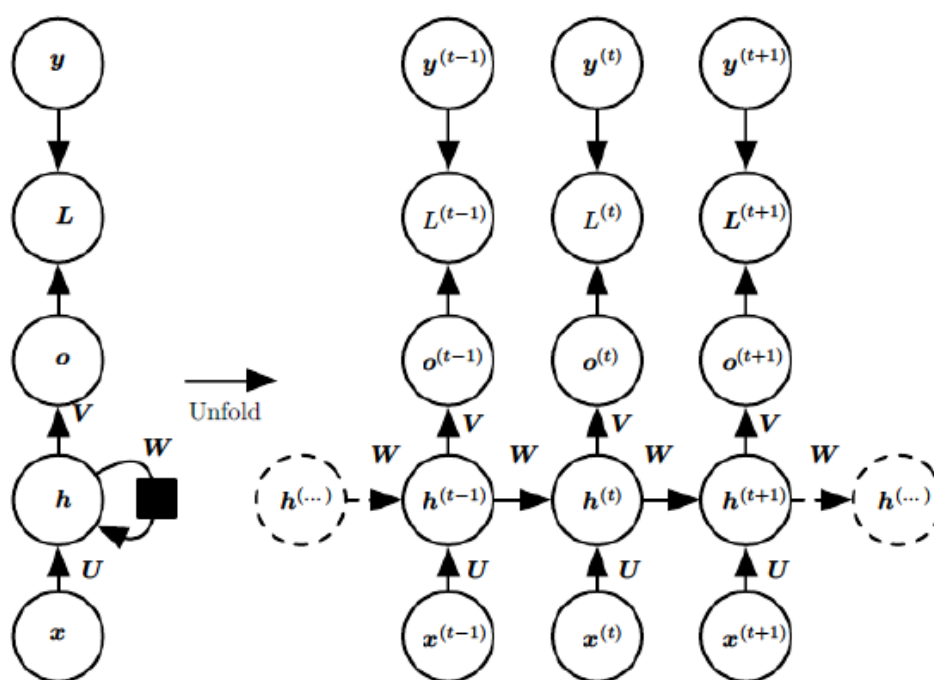 y y^(t−1) y^(t) y^(t+1)
L L^(t−1) L^(t) L^(t+1)
o o^(t−1) o^(t) o^(t+1)
Unfold
V V V V
W W W W W
h h^(...) h^(t−1) h^(t) h^(t+1) h^(...)
U U U U
x x^(t−1) x^(t) x^(t+1)